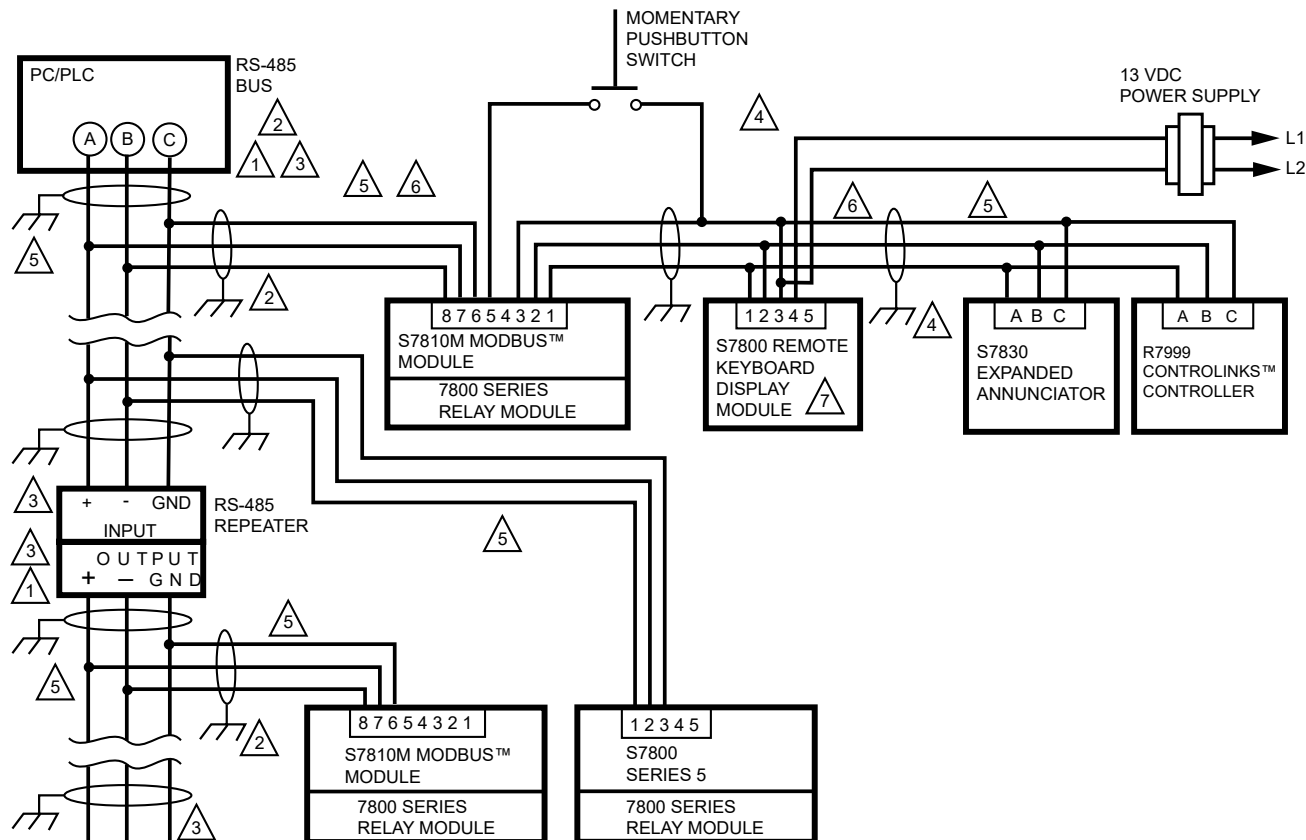 MOMENTARY
PUSHBUTTON
SWITCH
PC/PLC
RS-485
BUS
A B C
2
1 3
13 VDC
POWER SUPPLY
L1
L2
4
5 6
6
5
5
2
4
8 7 6 5 4 3 2 1
S7810M MODBUS™
MODULE
7800 SERIES
RELAY MODULE
1 2 3 4 5
S7800 REMOTE
KEYBOARD
DISPLAY
MODULE
7
A B C
S7830
EXPANDED
ANNUNCIATOR
A B C
R7999
CONTROLINKS™
CONTROLLER
3
+ - GND
INPUT
RS-485
REPEATER
3
1
OUTPUT
+ – GND
5
5
5
2
8 7 6 5 4 3 2 1
S7810M MODBUS™
MODULE
7800 SERIES
RELAY MODULE
1 2 3 4 5
S7800
SERIES 5
7800 SERIES
RELAY MODULE
3